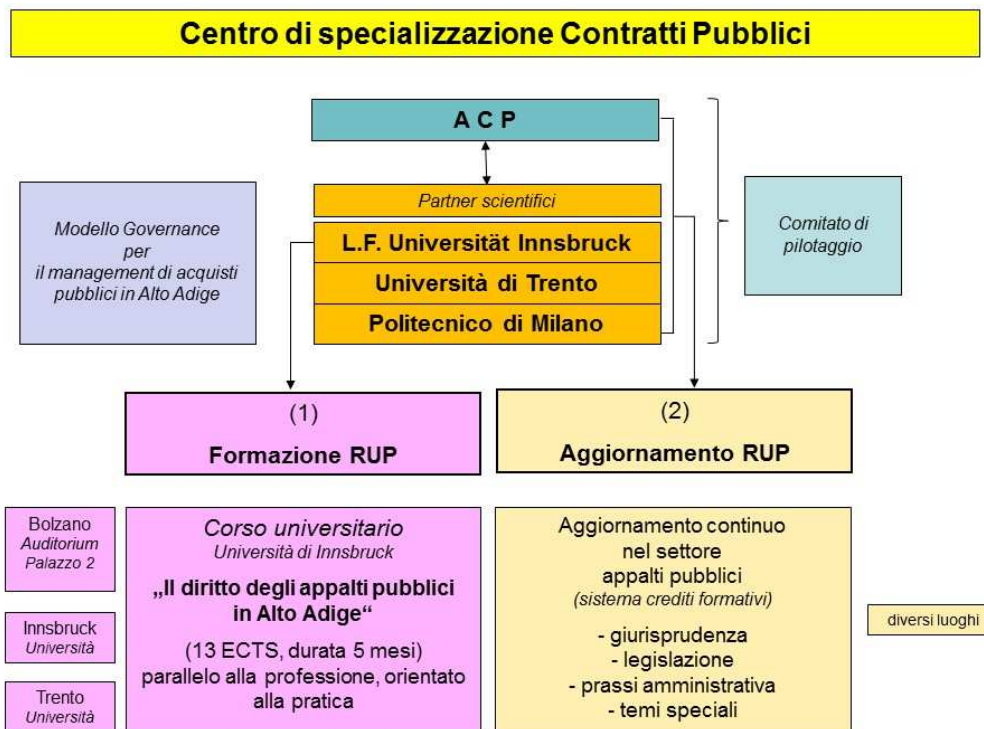 Centro di specializzazione Contratti Pubblici
A C P
Modello Governance
per
il management di acquisti
pubblici in Alto Adige
Partner scientifici
L.F. Universität Innsbruck
Università di Trento
Politecnico di Milano
Comitato di
pilotaggio
(1)
Formazione RUP
(2)
Aggiornamento RUP
Bolzano
Auditorium
Palazzo 2
Innsbruck
Università
Trento
Università
Corso universitario
Università di Innsbruck
„Il diritto degli appalti pubblici
in Alto Adige“
(13 ECTS, durata 5 mesi)
parallelo alla professione, orientato
alla pratica
Aggiornamento continuo
nel settore
appalti pubblici
(sistema crediti formativi)
- giurisprudenza
- legislazione
- prassi amministrativa
- temi speciali
diversi luoghi